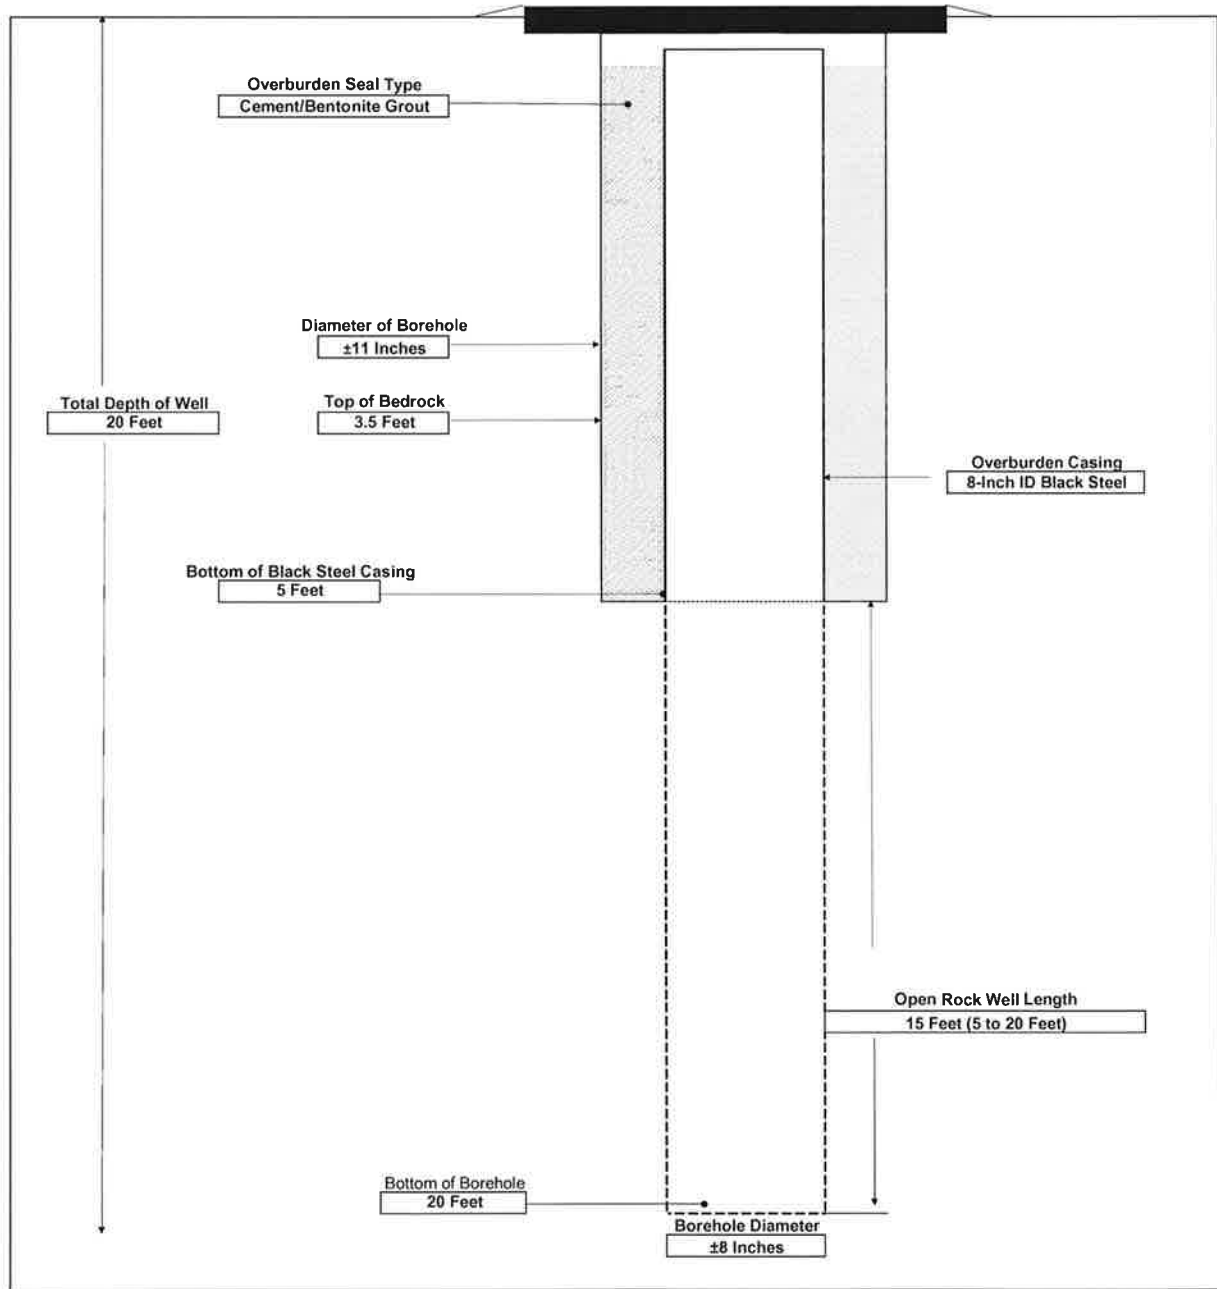 Overburden Seal Type
Cement/Bentonite Grout
Diameter of Borehole
±11 Inches
Total Depth of Well
20 Feet
Top of Bedrock
3.5 Feet
Overburden Casing
8-Inch ID Black Steel
Bottom of Black Steel Casing
5 Feet
Open Rock Well Length
15 Feet (5 to 20 Feet)
Bottom of Borehole
20 Feet
Borehole Diameter
±8 Inches